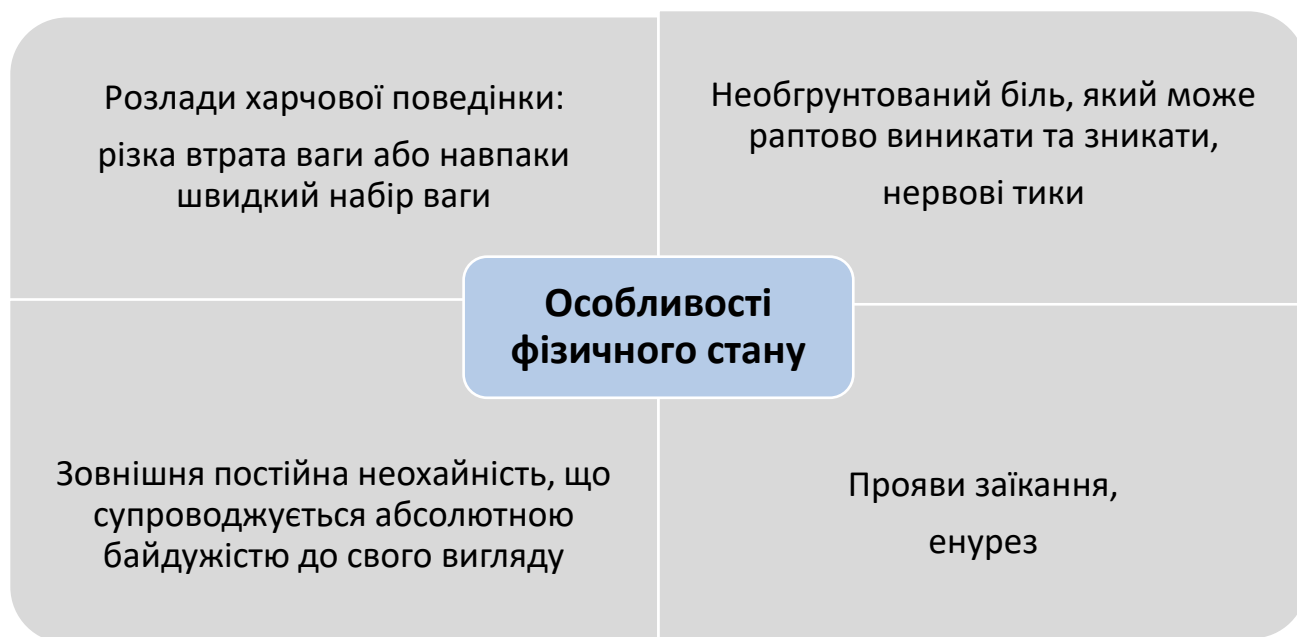 Розлади харчової поведінки:
різка втрата ваги або навпаки
швидкий набір ваги
Необгрунтований біль, який може
раптово виникати та зникати,
нервові тики
Особливості
фізичного стану
Зовнішня постійна неохайність, що
супроводжується абсолютною
байдужістю до свого вигляду
Прояви заїкання,
енурез